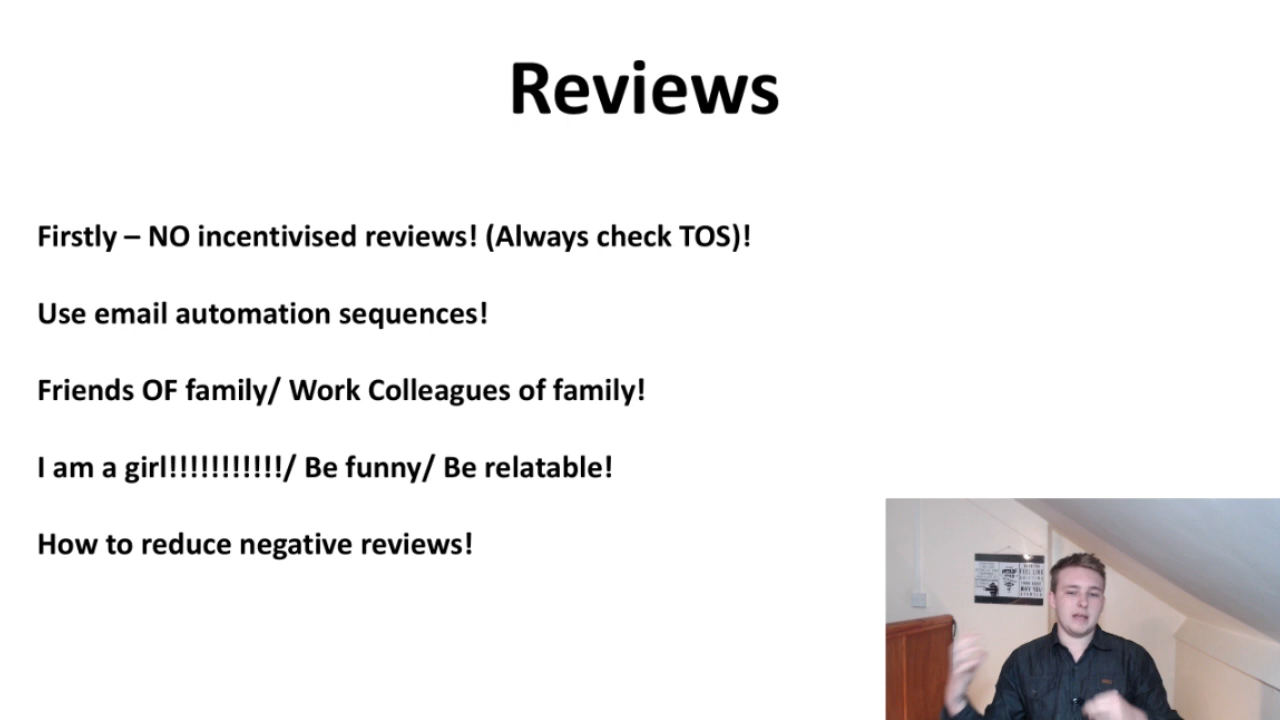 Reviews
Firstly – NO incentivised reviews! (Always check TOS)!
Use email automation sequences!
Friends OF family/ Work Colleagues of family!
I am a girl!!!!!!!!!!!/ Be funny/ Be relatable!
How to reduce negative reviews!